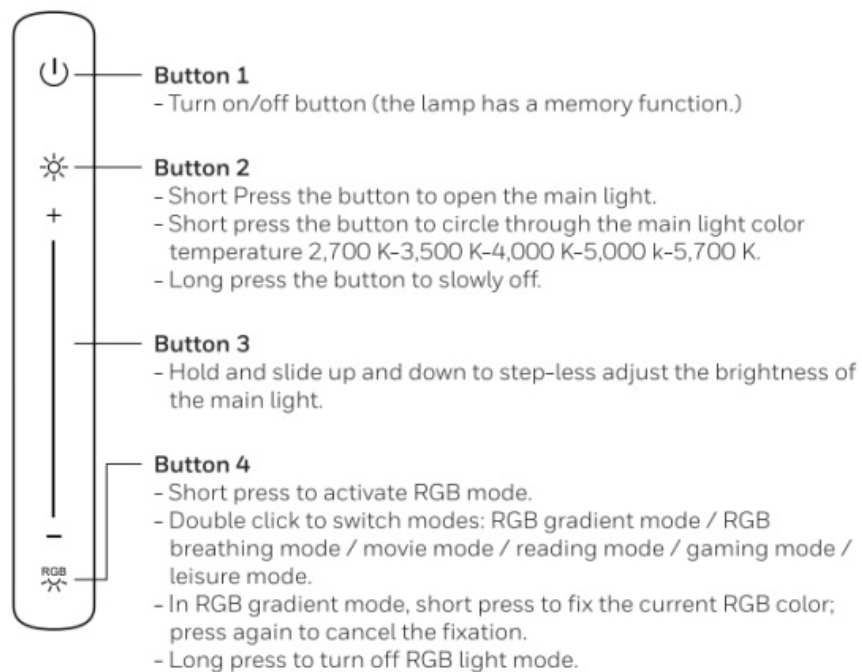 Button 1
- Turn on/off button (the lamp has a memory function.)
Button 2
- Short Press the button to open the main light.
+
- Short press the button to circle through the main light color
temperature 2,700 K-3,500 K-4,000 K-5,000 k-5,700 K.
- Long press the button to slowly off.
Button 3
- Hold and slide up and down to step-less adjust the brightness of
the main light.
Button 4
- Short press to activate RGB mode.
- Double click to switch modes: RGB gradient mode / RGB
breathing mode / movie mode / reading mode / gaming mode /
leisure mode.
−
RGB
- In RGB gradient mode, short press to fix the current RGB color;
press again to cancel the fixation.
- Long press to turn off RGB light mode.